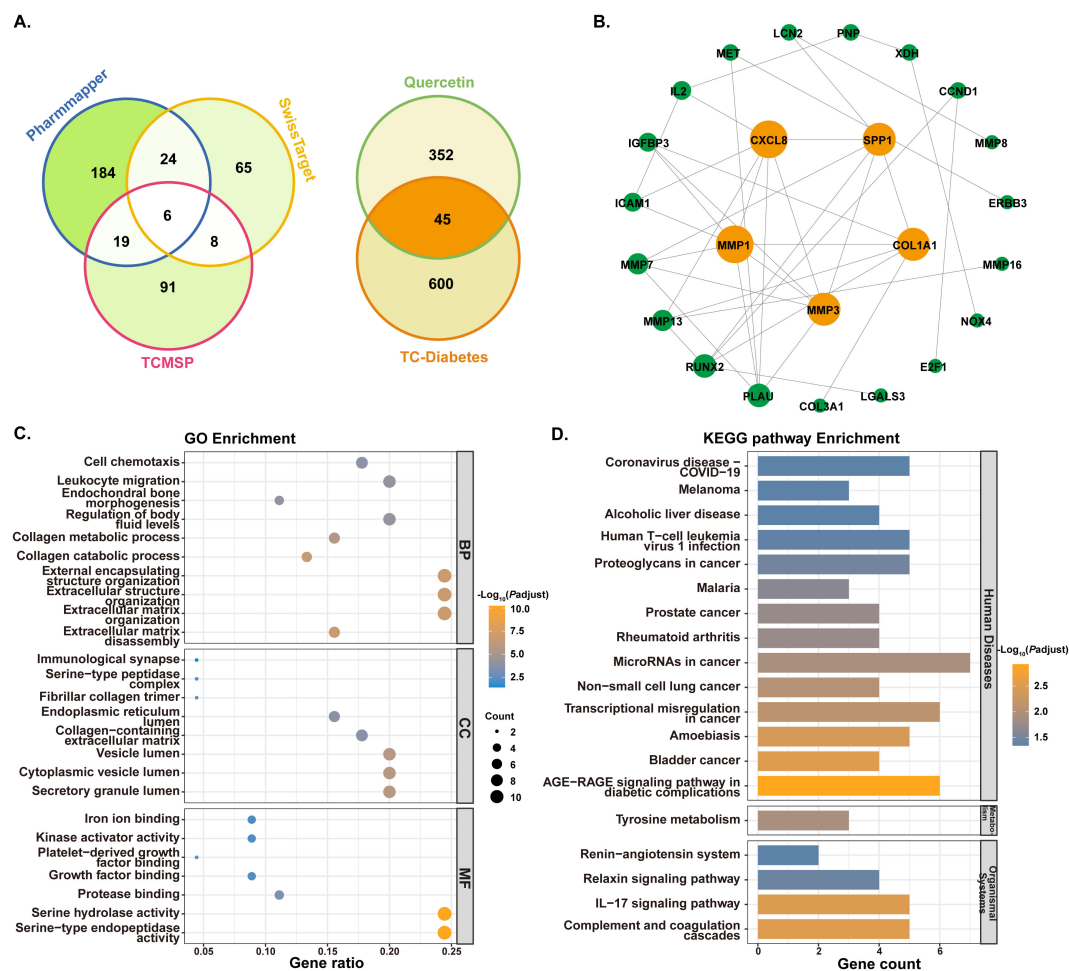 A.
Pharmmapper
SwissTarget
TCMSP
184
24
65
6
19
8
91
Quercetin
352
45
600
TC-Diabetes
B.
LCN2
PNP
MET
XDH
IL2
CCND1
IGFBP3
CXCL8
SPP1
MMP8
ICAM1
ERBB3
MMP1
COL1A1
MMP7
MMP16
MMP3
MMP13
NOX4
RUNX2
E2F1
PLAU
COL3A1
LGALS3
C.
GO Enrichment
Cell chemotaxis
Leukocyte migration
Endochondral bone
morphogenesis
Regulation of body
fluid levels
Collagen metabolic process
Collagen catabolic process
External encapsulating
structure organization
Extracellular structure
organization
Extracellular matrix
organization
Extracellular matrix
disassembly
BP
Immunological synapse
Serine−type peptidase
complex
Fibrillar collagen trimer
Endoplasmic reticulum
lumen
Collagen−containing
extracellular matrix
Vesicle lumen
Cytoplasmic vesicle lumen
Secretory granule lumen
CC
Iron ion binding
Kinase activator activity
Platelet−derived growth
factor binding
Growth factor binding
Protease binding
Serine hydrolase activity
Serine−type endopeptidase
activity
MF
0.05
0.10
0.15
0.20
0.25
Gene ratio
-Log10(Padjust)
10.0
7.5
5.0
2.5
Count
2
4
6
8
10
D.
KEGG pathway Enrichment
Coronavirus disease −
COVID−19
Melanoma
Alcoholic liver disease
Human T−cell leukemia
virus 1 infection
Proteoglycans in cancer
Malaria
Prostate cancer
Rheumatoid arthritis
MicroRNAs in cancer
Non−small cell lung cancer
Transcriptional misregulation
in cancer
Amoebiasis
Bladder cancer
AGE−RAGE signaling pathway in
diabetic complications
Human Diseases
Tyrosine metabolism
Metabo-
lism
Renin−angiotensin system
Relaxin signaling pathway
IL−17 signaling pathway
Complement and coagulation
cascades
Organismal
Systems
0
2
4
6
Gene count
-Log10(Padjust)
2.5
2.0
1.5